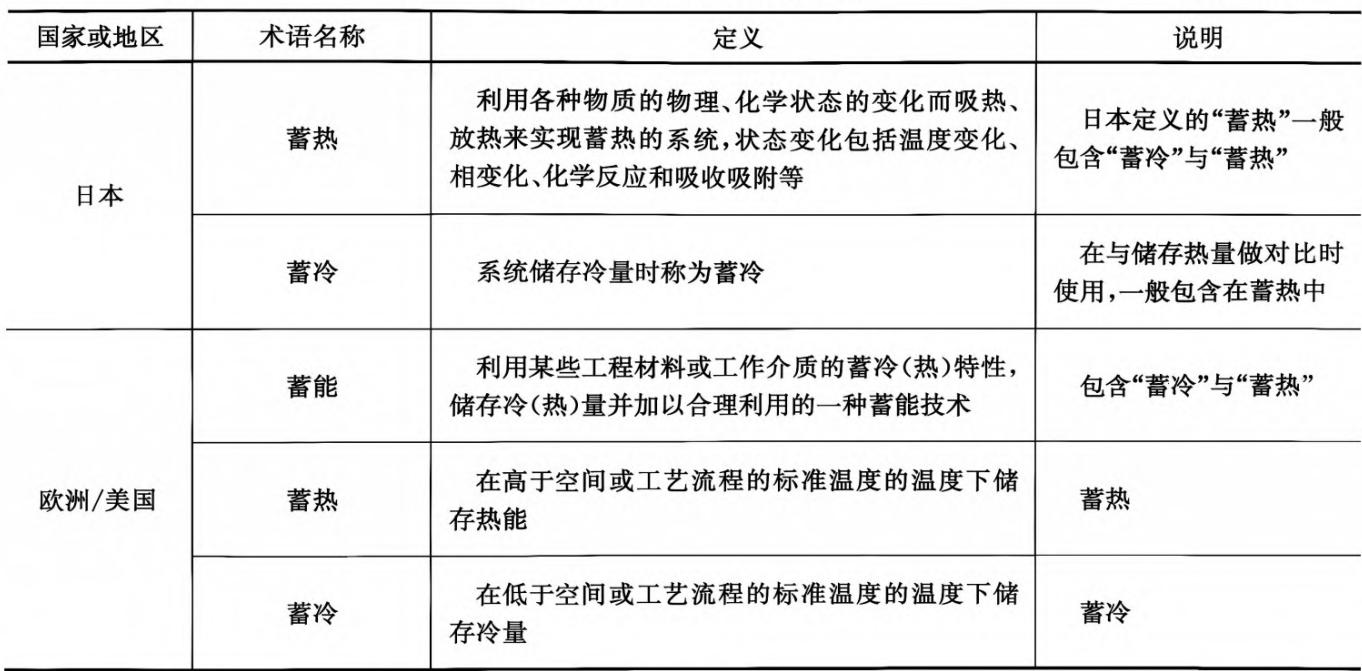 国家或地区 术语名称 定义 说明
日本
蓄热
利用各种物质的物理、化学状态的变化而吸热、
放热来实现蓄热的系统,状态变化包括温度变化、
相变化、化学反应和吸收吸附等
日本定义的“蓄热”一般
包含“蓄冷”与“蓄热”
蓄冷
系统储存冷量时称为蓄冷
在与储存热量做对比时
使用,一般包含在蓄热中
欧洲/美国
蓄能
利用某些工程材料或工作介质的蓄冷(热)特性,
储存冷(热)量并加以合理利用的一种蓄能技术
包含“蓄冷”与“蓄热”
蓄热
在高于空间或工艺流程的标准温度的温度下储
存热能
蓄热
蓄冷
在低于空间或工艺流程的标准温度的温度下储
存冷量
蓄冷